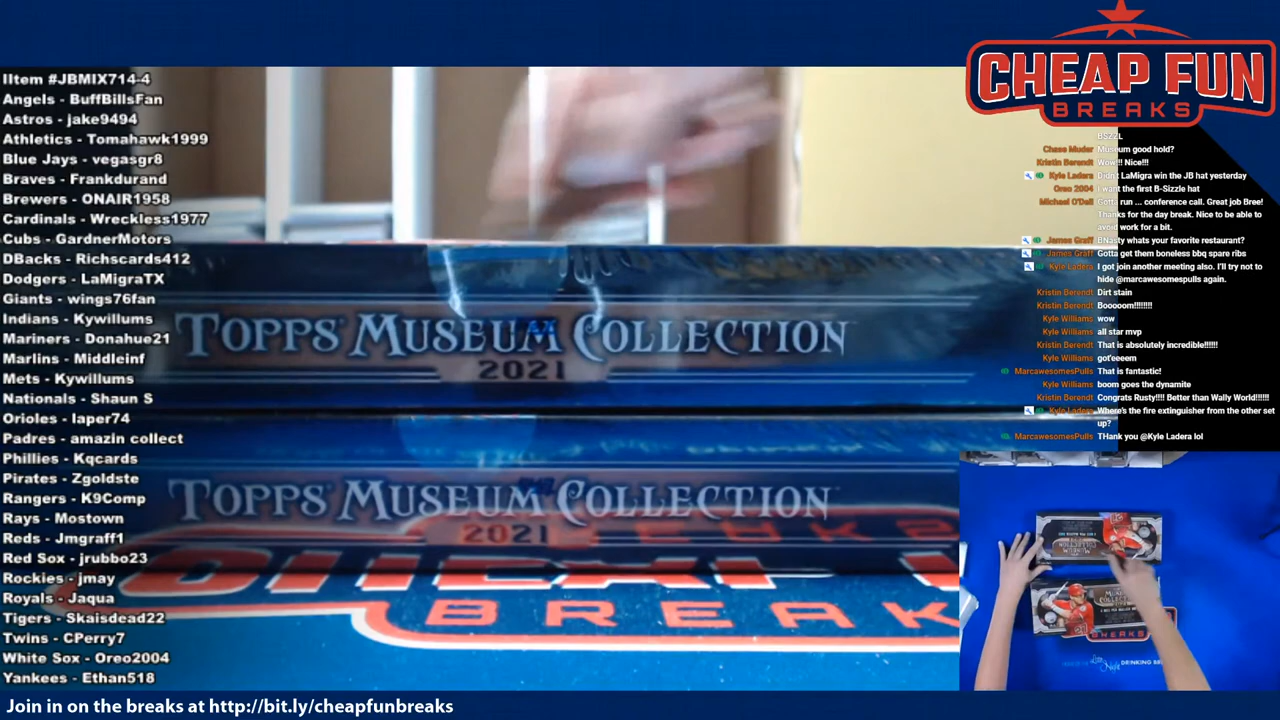 IItem #JBMIX714-4
Angels - BuffBillsFan
Astros - jake9494
Athletics - Tomahawk1999
Blue Jays - vegasgr8
Braves - Frankdurand
Brewers - ONAIR1958
Cardinals - Wreckless1977
Cubs - GardnerMotors
DBacks - Richscards412
Dodgers - LaMigraTX
Giants - wings76fan
Indians - Kywillums
Mariners - Donahue21
Marlins - Middleinf
Mets - Kywillums
Nationals - Shaun S
Orioles - laper74
Padres - amazin collect
Phillies - Kqcards
Pirates - Zgoldste
Rangers - K9Comp
Rays - Mostown
Reds - Jmgraff1
Red Sox - jrubbo23
Rockies - jmay
Royals - Jaqua
Tigers - Skaisdead22
Twins - CPerry7
White Sox - Oreo2004
Yankees - Ethan518
TOPPS MUSEUM COLLECTION
2021
TOPPS MUSEUM COLLECTION
2021
BREAK
CHEAP FUN
BREAKS
Chase Muder Museum good hold?
Kristin Berendt Wow!!! Nice!!!
Kyle Ladera Didn't LaMigra win the JB hat yesterday
Oreo 2004 I want the first B-Sizzle hat
Michael O'Dell Gotta run ... conference call. Great job Bree!
Thanks for the day break. Nice to be able to
avoid work for a bit.
James Graff BNasty whats your favorite restaurant?
James Graff Gotta get them boneless bbq spare ribs
Kyle Ladera I got join another meeting also. I'll try not to
hide @marcawesomepulls again.
Kristin Berendt Dirt stain
Kristin Berendt Booooom!!!!!!!!
Kyle Williams wow
Kyle Williams all star mvp
Kristin Berendt That is absolutely incredible!!!!!!
Kyle Williams got'eeeem
MarcawesomesPulls That is fantastic!
Kyle Williams boom goes the dynamite
Kristin Berendt Congrats Rusty!!!! Better than Wally World!!!!!!
Kyle Ladera Where's the fire extinguisher from the other set
up?
MarcawesomesPulls THank you @Kyle Ladera lol
MUSEUM
COLLECTION
MUSEUM
COLLECTION
BREAKS
DRINKING
Join in on the breaks at http://bit.ly/cheapfunbreaks